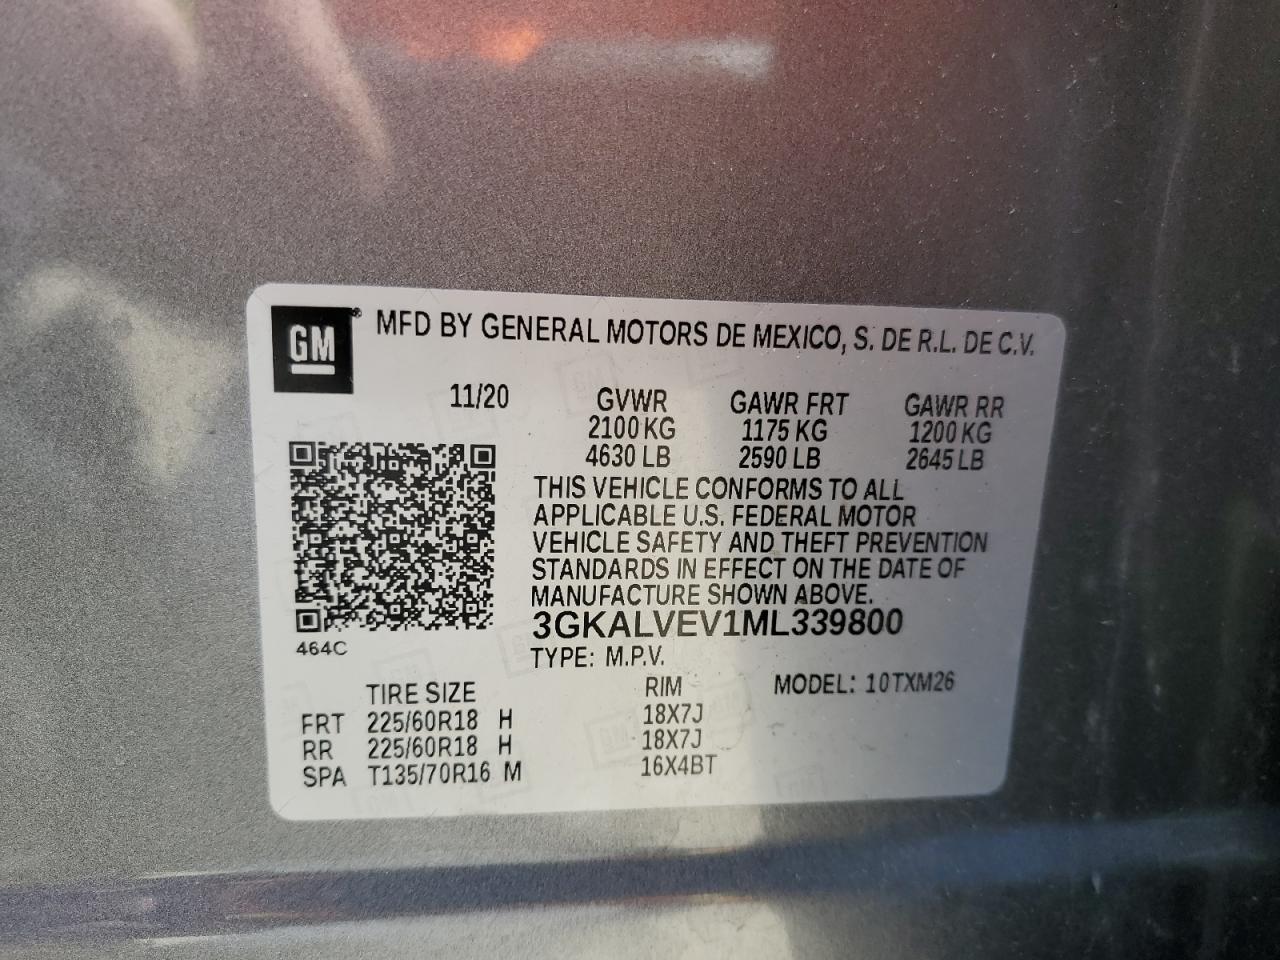 GM® MFD BY GENERAL MOTORS DE MEXICO, S. DE R.L. DE C.V.
11/20 GVWR GAWR FRT GAWR RR
2100 KG 1175 KG 1200 KG
4630 LB 2590 LB 2645 LB
THIS VEHICLE CONFORMS TO ALL
APPLICABLE U.S. FEDERAL MOTOR
VEHICLE SAFETY AND THEFT PREVENTION
STANDARDS IN EFFECT ON THE DATE OF
MANUFACTURE SHOWN ABOVE.
3GKALVEV1ML339800
464C
TYPE: M.P.V.
TIRE SIZE RIM MODEL: 10TXM26
FRT 225/60R18 H 18X7J
RR 225/60R18 H 18X7J
SPA T135/70R16 M 16X4BT